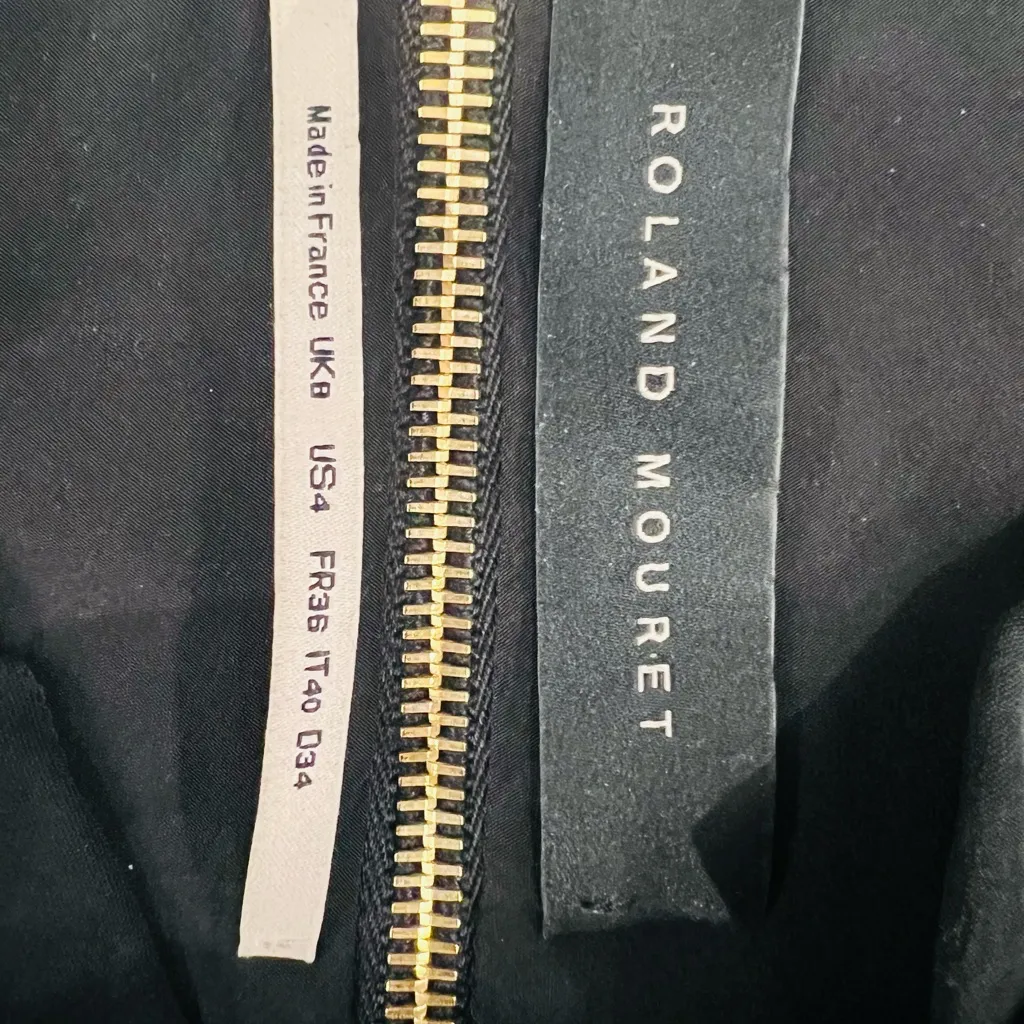 Made in France UK8 US4 FR36 IT40 D34
ROLAND MOURET